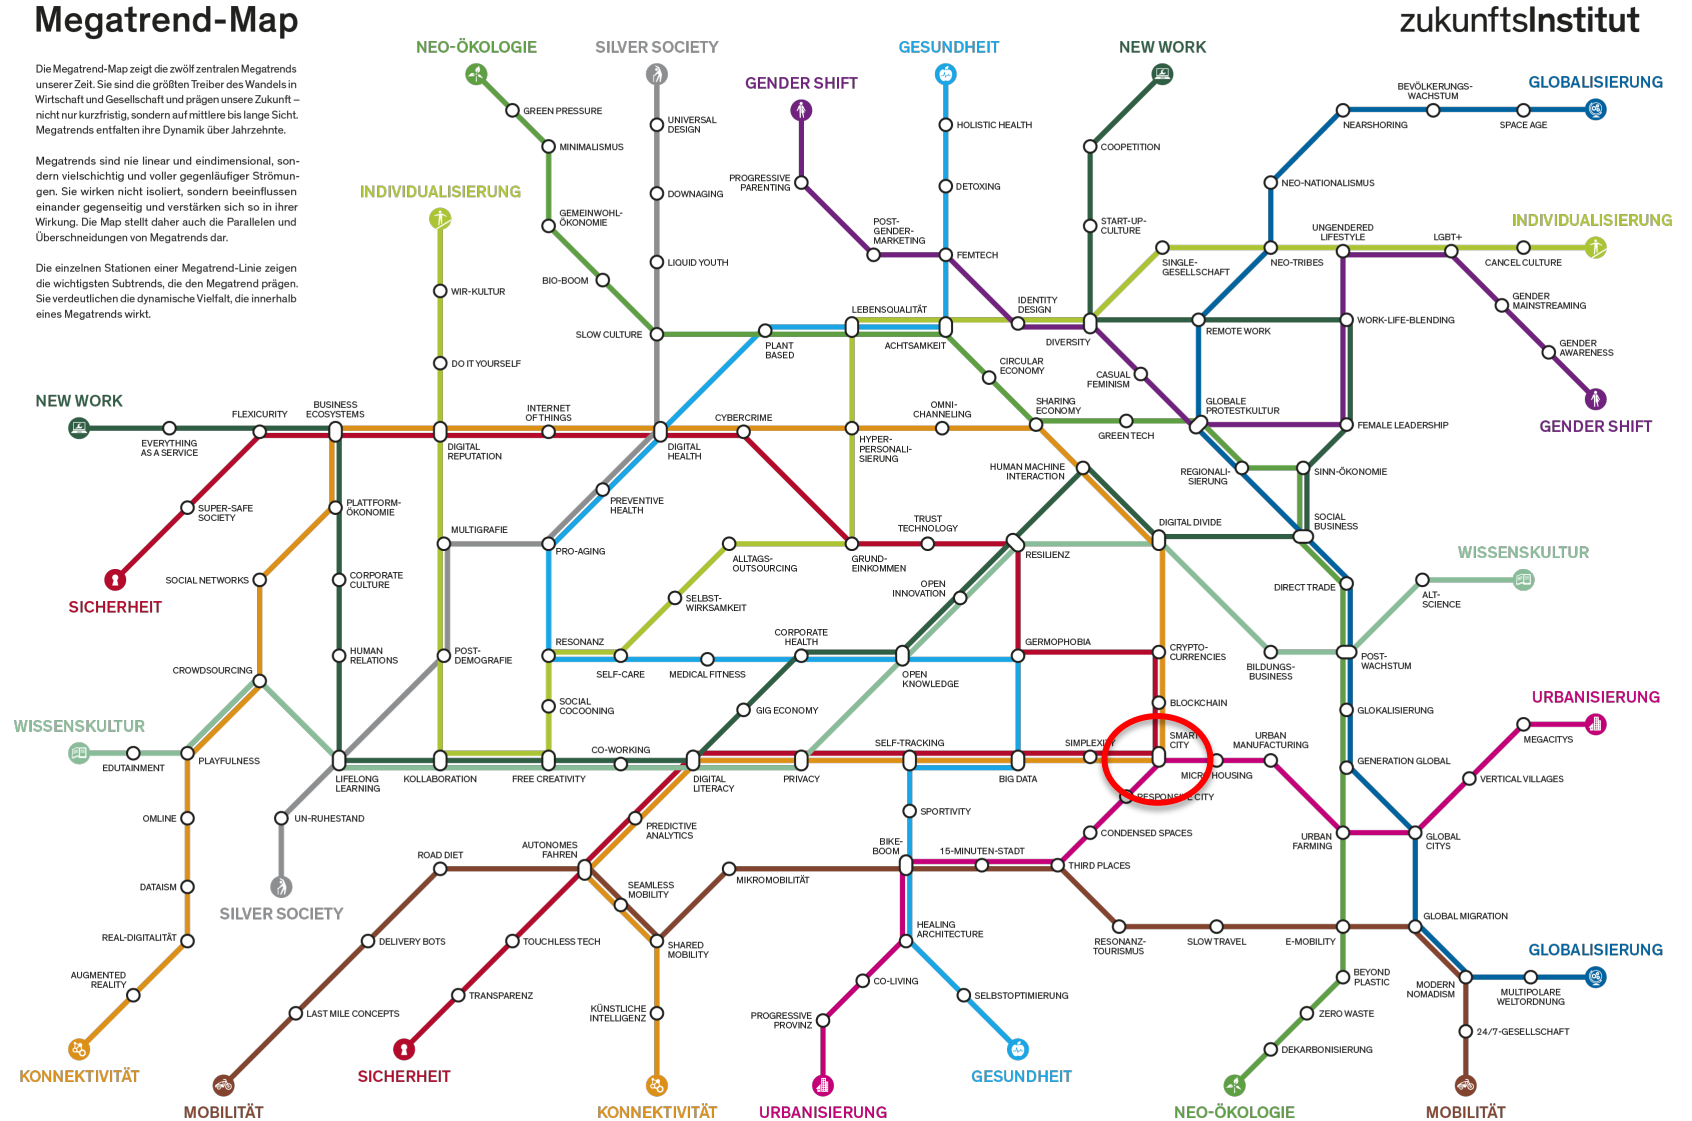 Megatrend-Map
zukunftsInstitut
Die Megatrend-Map zeigt die zwölf zentralen Megatrends
unserer Zeit. Sie sind die größten Treiber des Wandels in
Wirtschaft und Gesellschaft und prägen unsere Zukunft –
nicht nur kurzfristig, sondern auf mittlere bis lange Sicht.
Megatrends entfalten ihre Dynamik über Jahrzehnte.
Megatrends sind nie linear und eindimensional, son-
dern vielschichtig und voller gegenläufiger Strömun-
gen. Sie wirken nicht isoliert, sondern beeinflussen
einander gegenseitig und verstärken sich so in ihrer
Wirkung. Die Map stellt daher auch die Parallelen und
Überschneidungen von Megatrends dar.
Die einzelnen Stationen einer Megatrend-Linie zeigen
die wichtigsten Subtrends, die den Megatrend prägen.
Sie verdeutlichen die dynamische Vielfalt, die innerhalb
eines Megatrends wirkt.
NEO-ÖKOLOGIE
SILVER SOCIETY
GESUNDHEIT
NEW WORK
GENDER SHIFT
GLOBALISIERUNG
BEVÖLKERUNGS-
WACHSTUM
GREEN PRESSURE
UNIVERSAL
DESIGN
HOLISTIC HEALTH
NEARSHORING
SPACE AGE
MINIMALISMUS
COOPETITION
PROGRESSIVE
PARENTING
DOWNAGING
DETOXING
NEO-NATIONALISMUS
INDIVIDUALISIERUNG
GEMEINWOHL-
ÖKONOMIE
POST-
GENDER-
MARKETING
START-UP-
CULTURE
UNGENDERED
LIFESTYLE
LGBT+
INDIVIDUALISIERUNG
LIQUID YOUTH
FEMTECH
SINGLE-
GESELLSCHAFT
NEO-TRIBES
CANCEL CULTURE
BIO-BOOM
WIR-KULTUR
LEBENSQUALITÄT
IDENTITY
DESIGN
GENDER
MAINSTREAMING
SLOW CULTURE
PLANT
BASED
ACHTSAMKEIT
DIVERSITY
REMOTE WORK
WORK-LIFE-BLENDING
DO IT YOURSELF
CIRCULAR
ECONOMY
CASUAL
FEMINISM
GENDER
AWARENESS
NEW WORK
FLEXICURITY
BUSINESS
ECOSYSTEMS
INTERNET
OF THINGS
CYBERCRIME
OMNI-
CHANNELING
SHARING
ECONOMY
GLOBALE
PROTESTKULTUR
GENDER SHIFT
EVERYTHING
AS A SERVICE
DIGITAL
REPUTATION
DIGITAL
HEALTH
HYPER-
PERSONALI-
SIERUNG
GREEN TECH
FEMALE LEADERSHIP
HUMAN MACHINE
INTERACTION
REGIONALI-
SIERUNG
SINN-ÖKONOMIE
SUPER-SAFE
SOCIETY
PLATTFORM-
ÖKONOMIE
PREVENTIVE
HEALTH
TRUST
TECHNOLOGY
DIGITAL DIVIDE
SOCIAL
BUSINESS
MULTIGRAFIE
PRO-AGING
ALLTAGS-
OUTSOURCING
GRUND-
EINKOMMEN
RESILIENZ
WISSENSKULTUR
SOCIAL NETWORKS
CORPORATE
CULTURE
OPEN
INNOVATION
DIRECT TRADE
ALT-
SCIENCE
SICHERHEIT
SELBST-
WIRKSAMKEIT
HUMAN
RELATIONS
POST-
DEMOGRAFIE
RESONANZ
SELF-CARE
MEDICAL FITNESS
CORPORATE
HEALTH
OPEN
KNOWLEDGE
GERMOPHOBIA
CRYPTO-
CURRENCIES
BILDUNGS-
BUSINESS
POST-
WACHSTUM
CROWDSOURCING
SOCIAL
COCOONING
GIG ECONOMY
BLOCKCHAIN
GLOKALISIERUNG
URBANISIERUNG
WISSENSKULTUR
EDUTAINMENT
PLAYFULNESS
LIFELONG
LEARNING
KOLLABORATION
FREE CREATIVITY
CO-WORKING
DIGITAL
LITERACY
PRIVACY
SELF-TRACKING
BIG DATA
SIMPLEXITY
SMART
CITY
MICRO HOUSING
URBAN
MANUFACTURING
GENERATION GLOBAL
MEGACITYS
VERTICAL VILLAGES
RESPONSIVE CITY
OMLINE
UN-RUHESTAND
PREDICTIVE
ANALYTICS
SPORTIVITY
CONDENSED SPACES
URBAN
FARMING
GLOBAL
CITYS
ROAD DIET
AUTONOMES
FAHREN
BIKE-
BOOM
15-MINUTEN-STADT
THIRD PLACES
DATAISM
SEAMLESS
MOBILITY
MIKROMOBILITÄT
SILVER SOCIETY
REAL-DIGITALITÄT
DELIVERY BOTS
TOUCHLESS TECH
SHARED
MOBILITY
HEALING
ARCHITECTURE
RESONANZ-
TOURISMUS
SLOW TRAVEL
E-MOBILITY
GLOBAL MIGRATION
GLOBALISIERUNG
AUGMENTED
REALITY
LAST MILE CONCEPTS
TRANSPARENZ
KÜNSTLICHE
INTELLIGENZ
CO-LIVING
SELBSTOPTIMIERUNG
BEYOND
PLASTIC
MODERN
NOMADISM
MULTIPOLARE
WELTORDNUNG
PROGRESSIVE
PROVINZ
ZERO WASTE
24/7-GESELLSCHAFT
DEKARBONISIERUNG
KONNEKTIVITÄT
SICHERHEIT
GESUNDHEIT
MOBILITÄT
KONNEKTIVITÄT
URBANISIERUNG
NEO-ÖKOLOGIE
MOBILITÄT